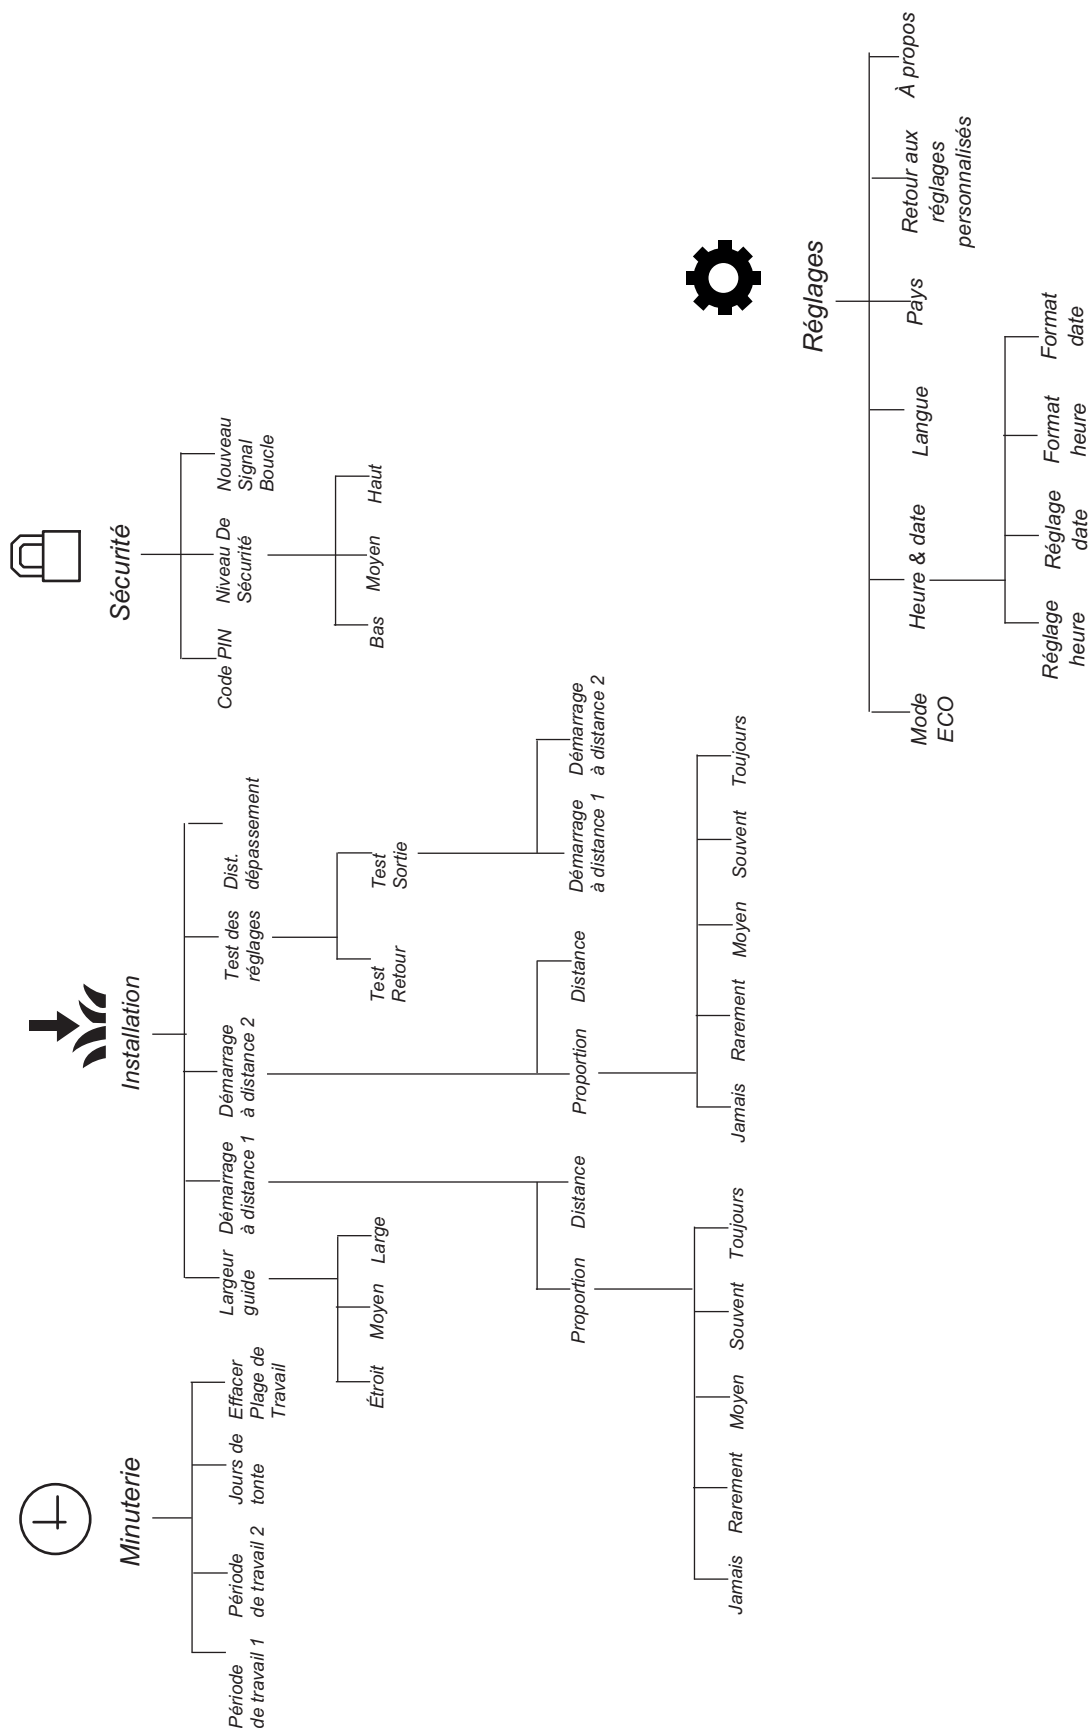 Minuterie
Période
de travail 1
Période
de travail 2
Jours de
tonte
Effacer
Plage de
Travail
Installation
Largeur
guide
Démarrage
à distance 1
Démarrage
à distance 2
Test des
réglages
Dist.
dépassement
Étroit
Moyen
Large
Test
Retour
Test
Sortie
Proportion
Distance
Proportion
Distance
Démarrage
à distance 1
Démarrage
à distance 2
Jamais
Rarement
Moyen
Souvent
Toujours
Jamais
Rarement
Moyen
Souvent
Toujours
Sécurité
Code PIN
Niveau De
Sécurité
Nouveau
Signal
Boucle
Bas
Moyen
Haut
Réglages
Mode
ECO
Heure & date
Langue
Pays
Retour aux
réglages
personnalisés
À propos
Réglage
heure
Réglage
date
Format
heure
Format
date